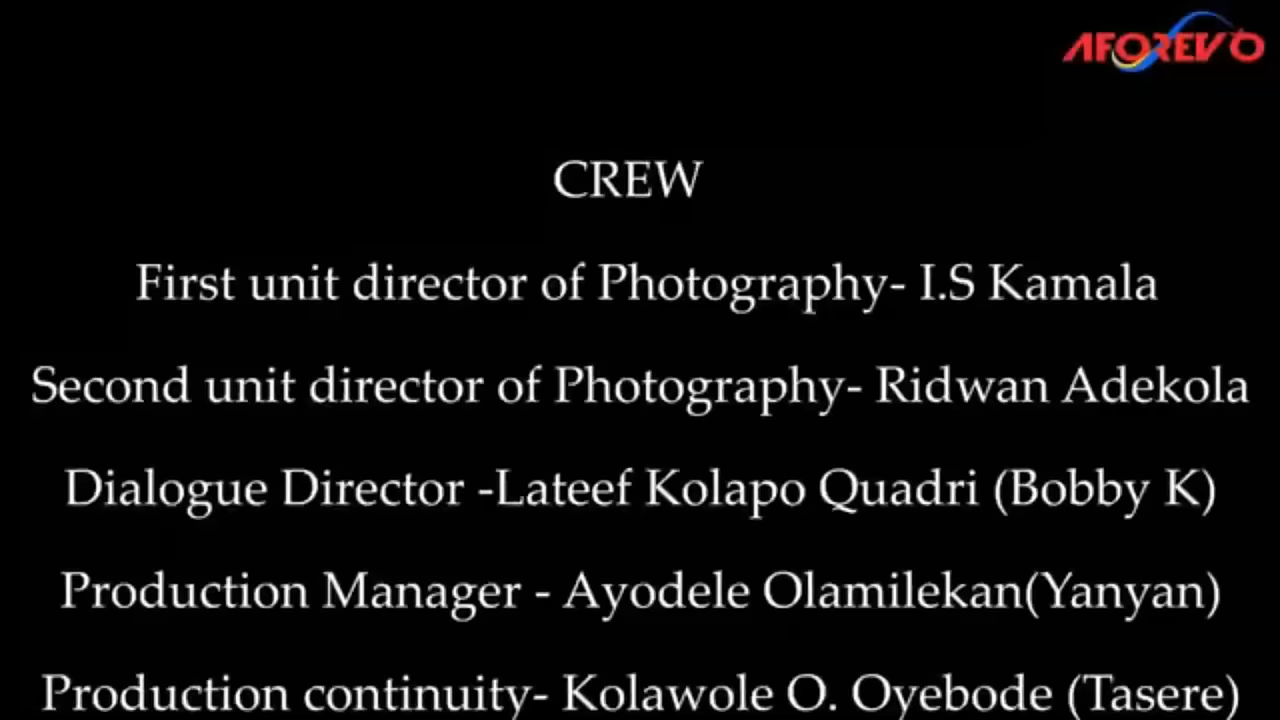 AFOREVO
CREW
First unit director of Photography- I.S Kamala
Second unit director of Photography- Ridwan Adekola
Dialogue Director -Lateef Kolapo Quadri (Bobby K)
Production Manager - Ayodele Olamilekan(Yanyan)
Production continuity- Kolawole O. Oyebode (Tasere)